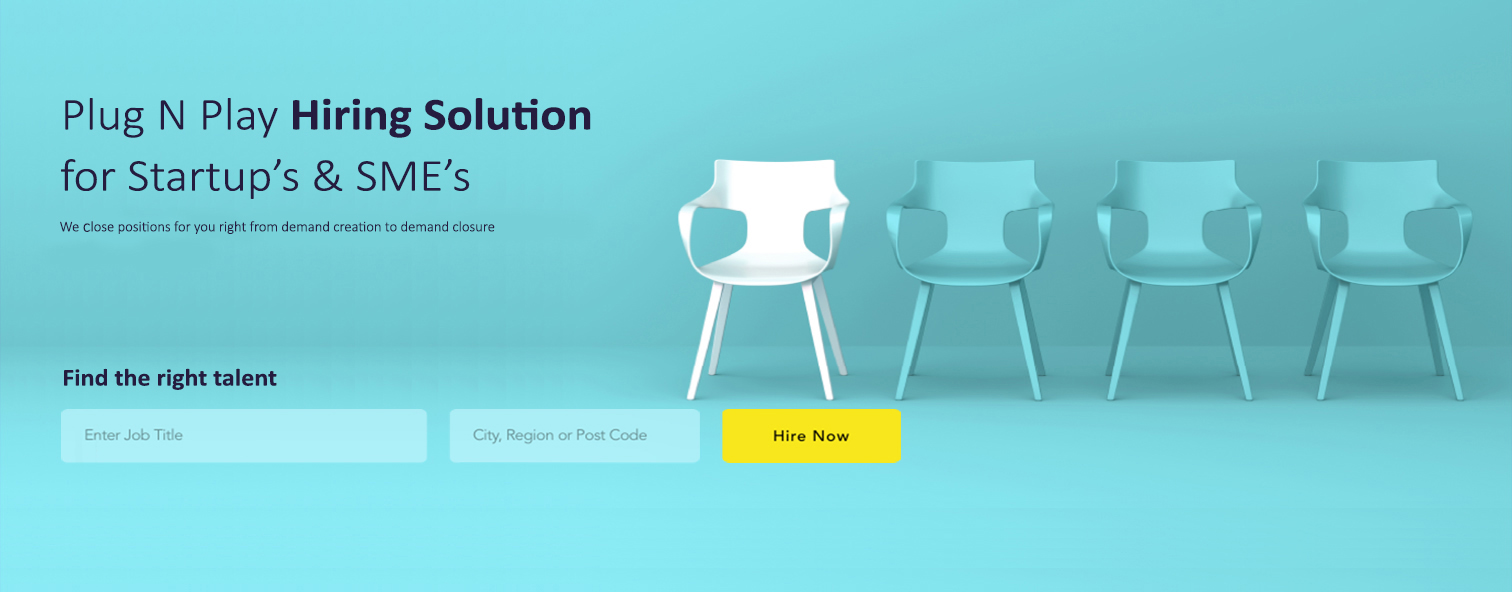 Plug N Play Hiring Solution
for Startup’s & SME’s
We close positions for you right from demand creation to demand closure
Find the right talent
Enter Job Title
City, Region or Post Code
Hire Now